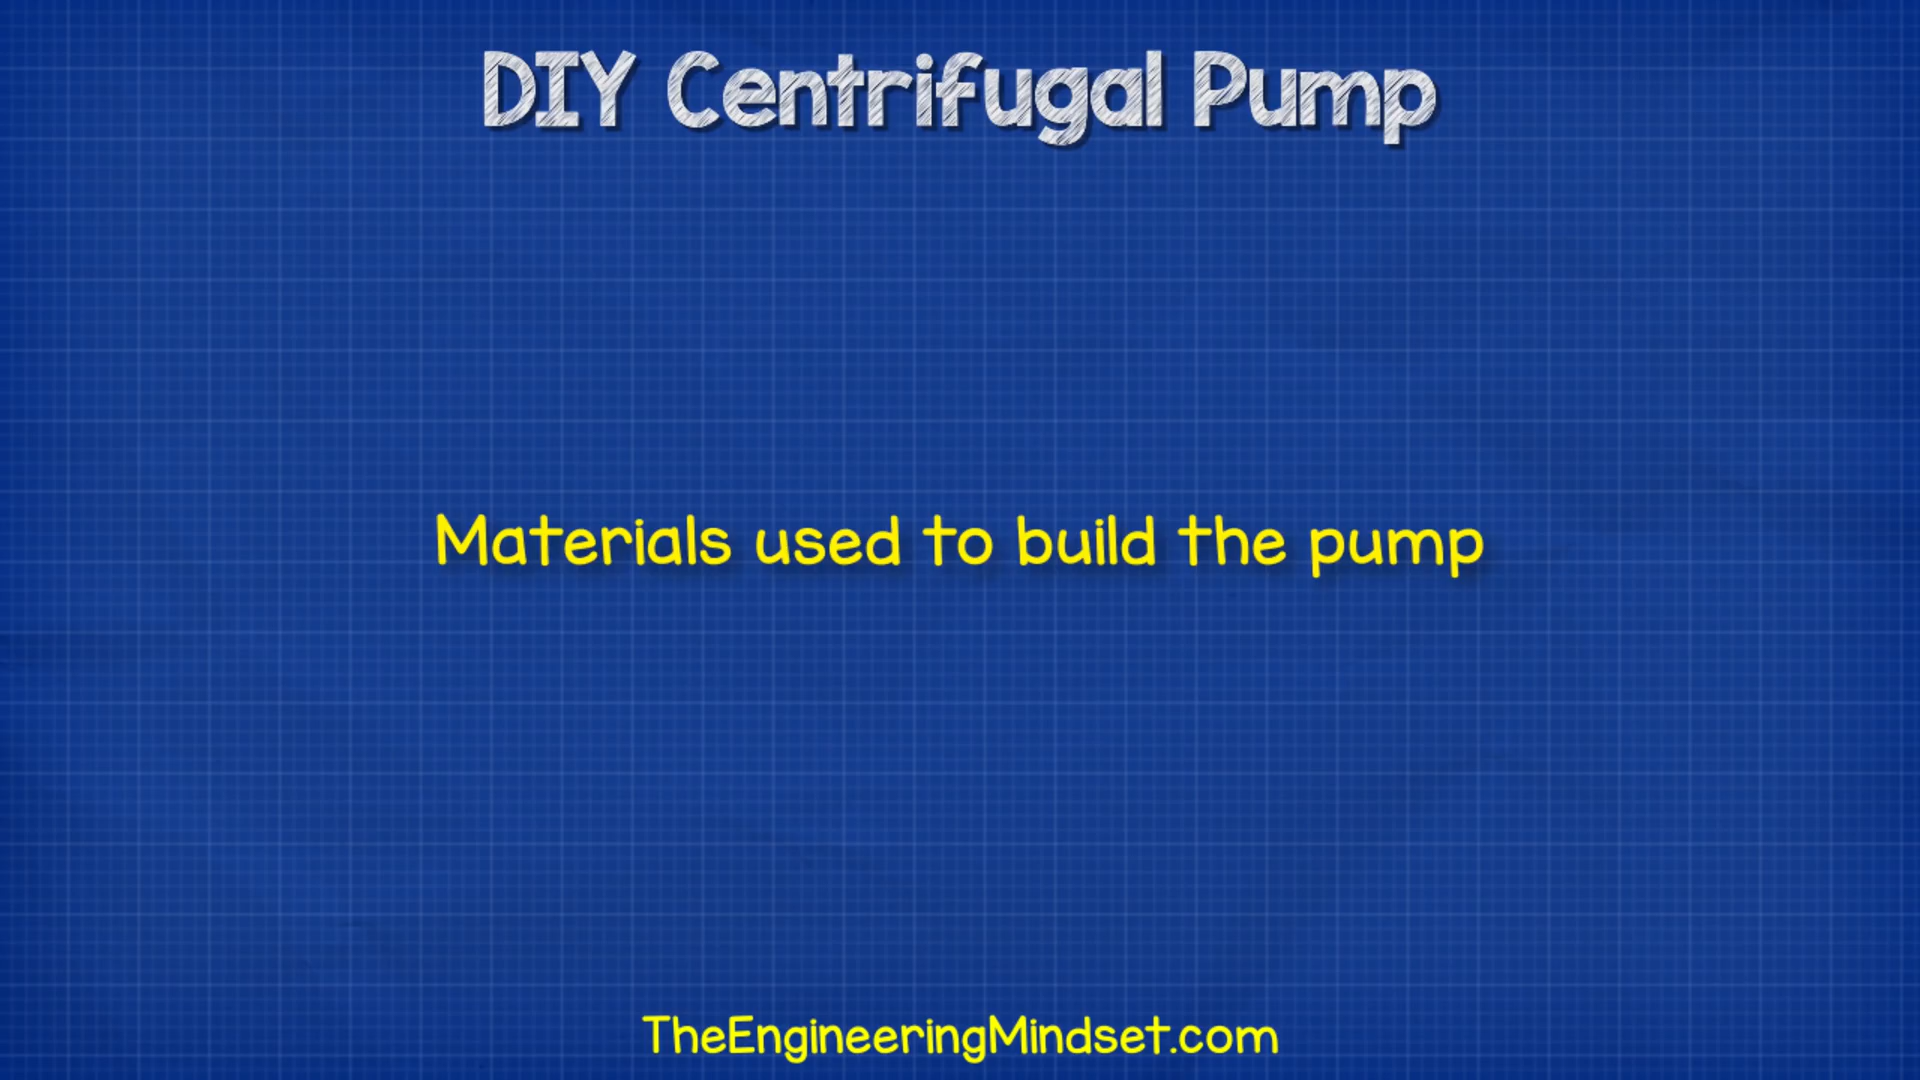 DIY Centrifugal Pump
Materials used to build the pump
TheEngineeringMindset.com